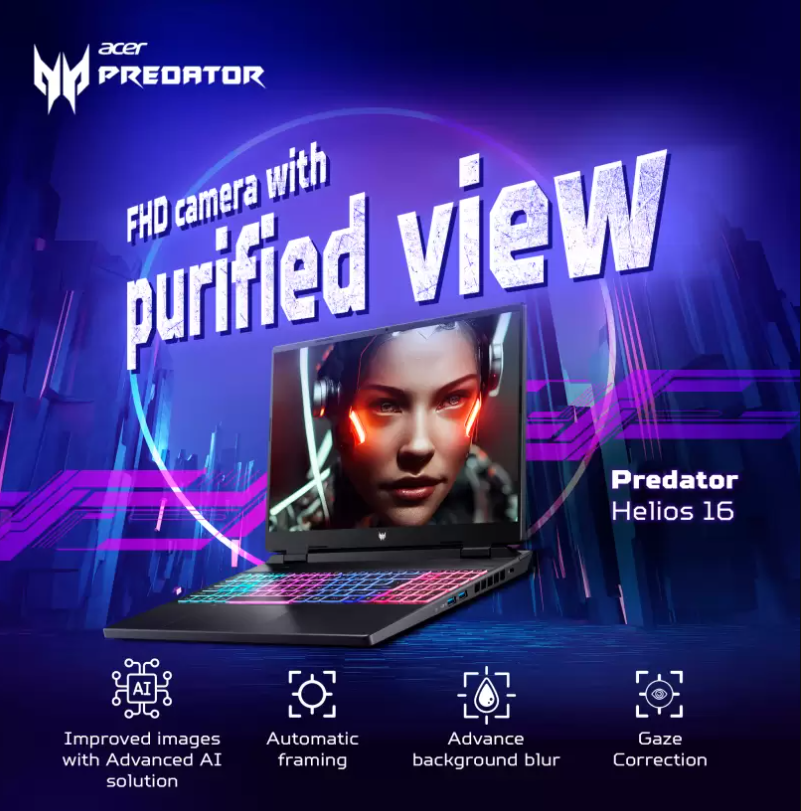 acer
PREDATOR
FHD camera with
purified view
Predator
Helios 16
AI
Improved images
with Advanced AI
solution
Automatic
framing
Advance
background blur
Gaze
Correction